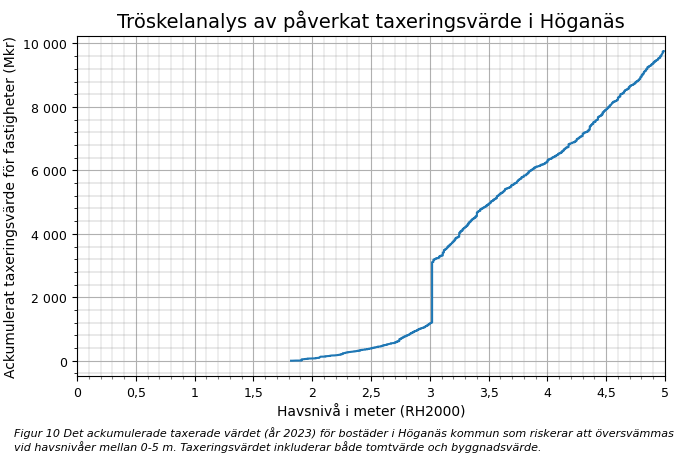 Tröskelanalys av påverkat taxeringsvärde i Höganäs
Ackumulerat taxeringsvärde för fastigheter (Mkr)
10 000
8 000
6 000
4 000
2 000
0
0 0,5 1 1,5 2 2,5 3 3,5 4 4,5 5
Havsnivå i meter (RH2000)
Figur 10 Det ackumulerade taxerade värdet (år 2023) för bostäder i Höganäs kommun som riskerar att översvämmas
vid havsnivåer mellan 0-5 m. Taxeringsvärdet inkluderar både tomtvärde och byggnadsvärde.